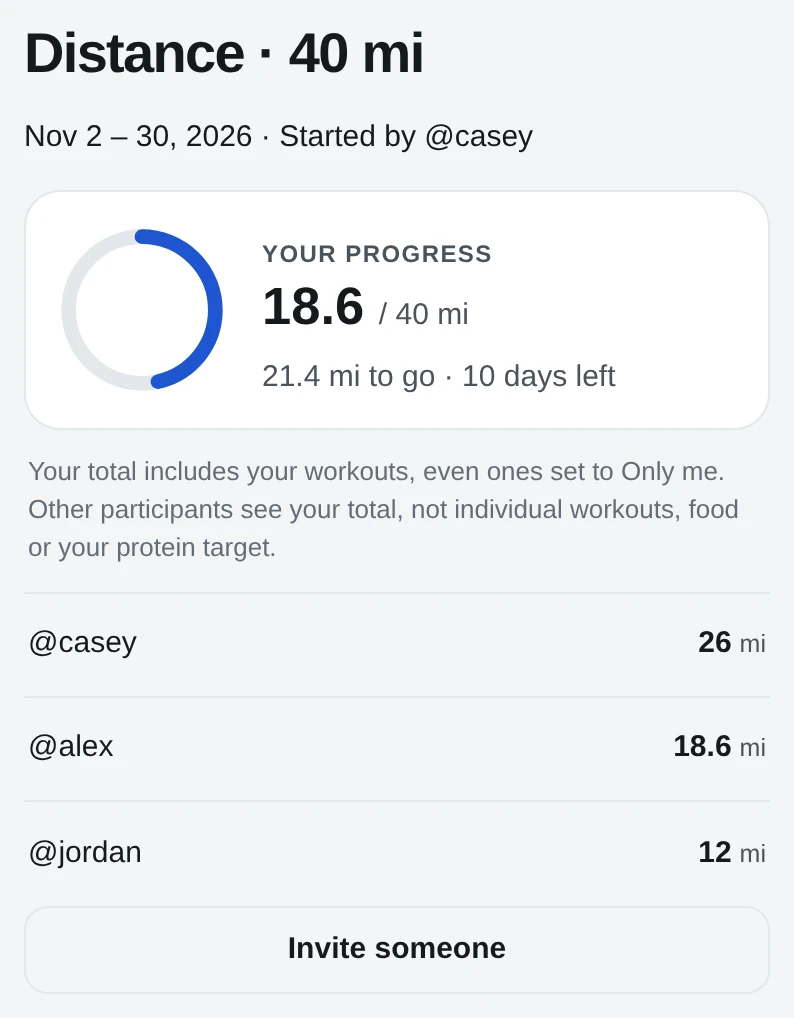 Distance · 40 mi
Nov 2 – 30, 2026 · Started by @casey
YOUR PROGRESS
18.6 / 40 mi
21.4 mi to go · 10 days left
Your total includes your workouts, even ones set to Only me.
Other participants see your total, not individual workouts, food
or your protein target.
@casey 26 mi
@alex 18.6 mi
@jordan 12 mi
Invite someone